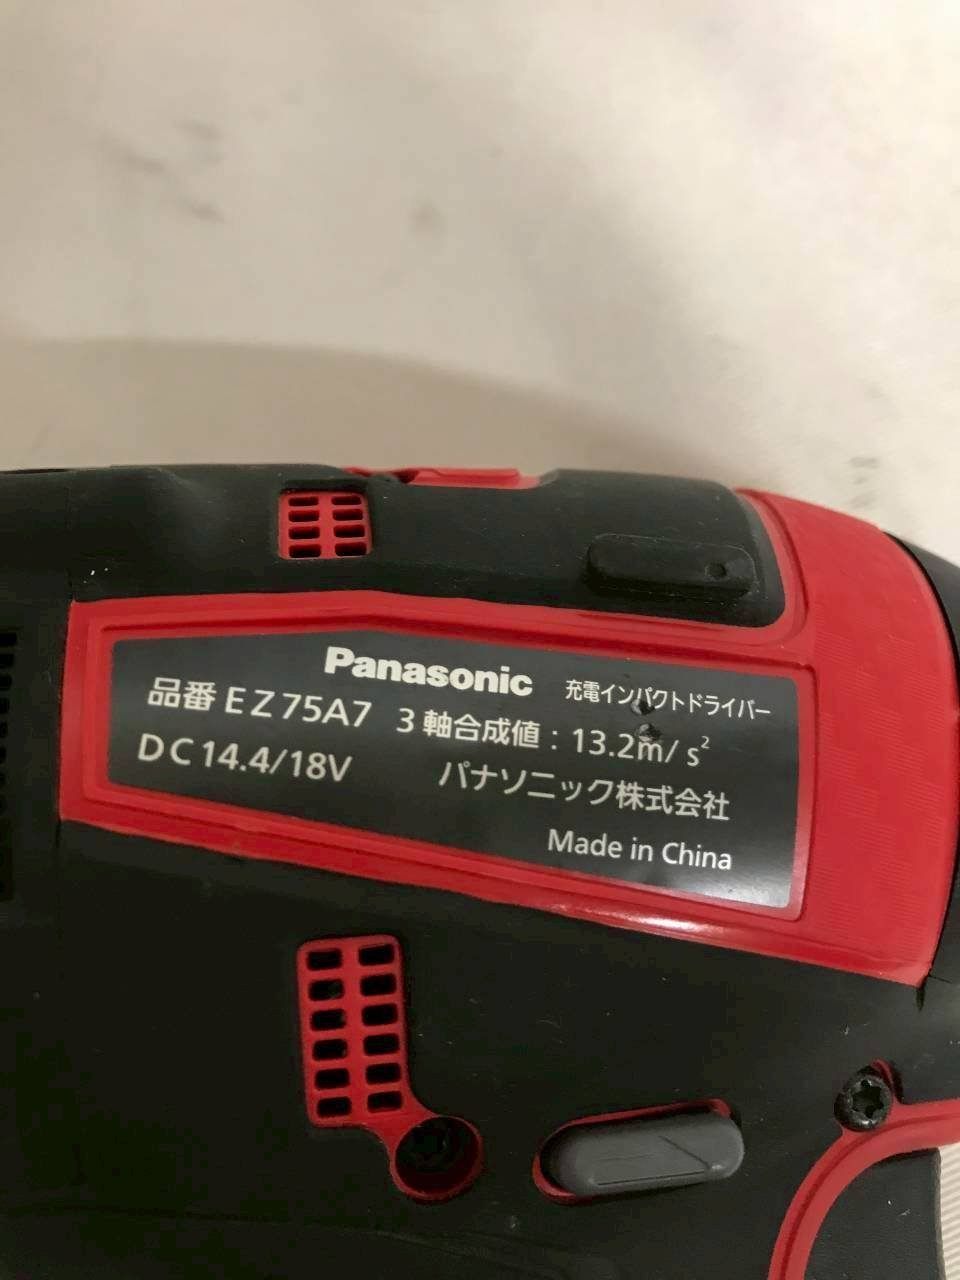 Panasonic 充電インパクトドライバー
品番 EZ75A7 3軸合成値：13.2m/s²
DC14.4/18V パナソニック株式会社
Made in China